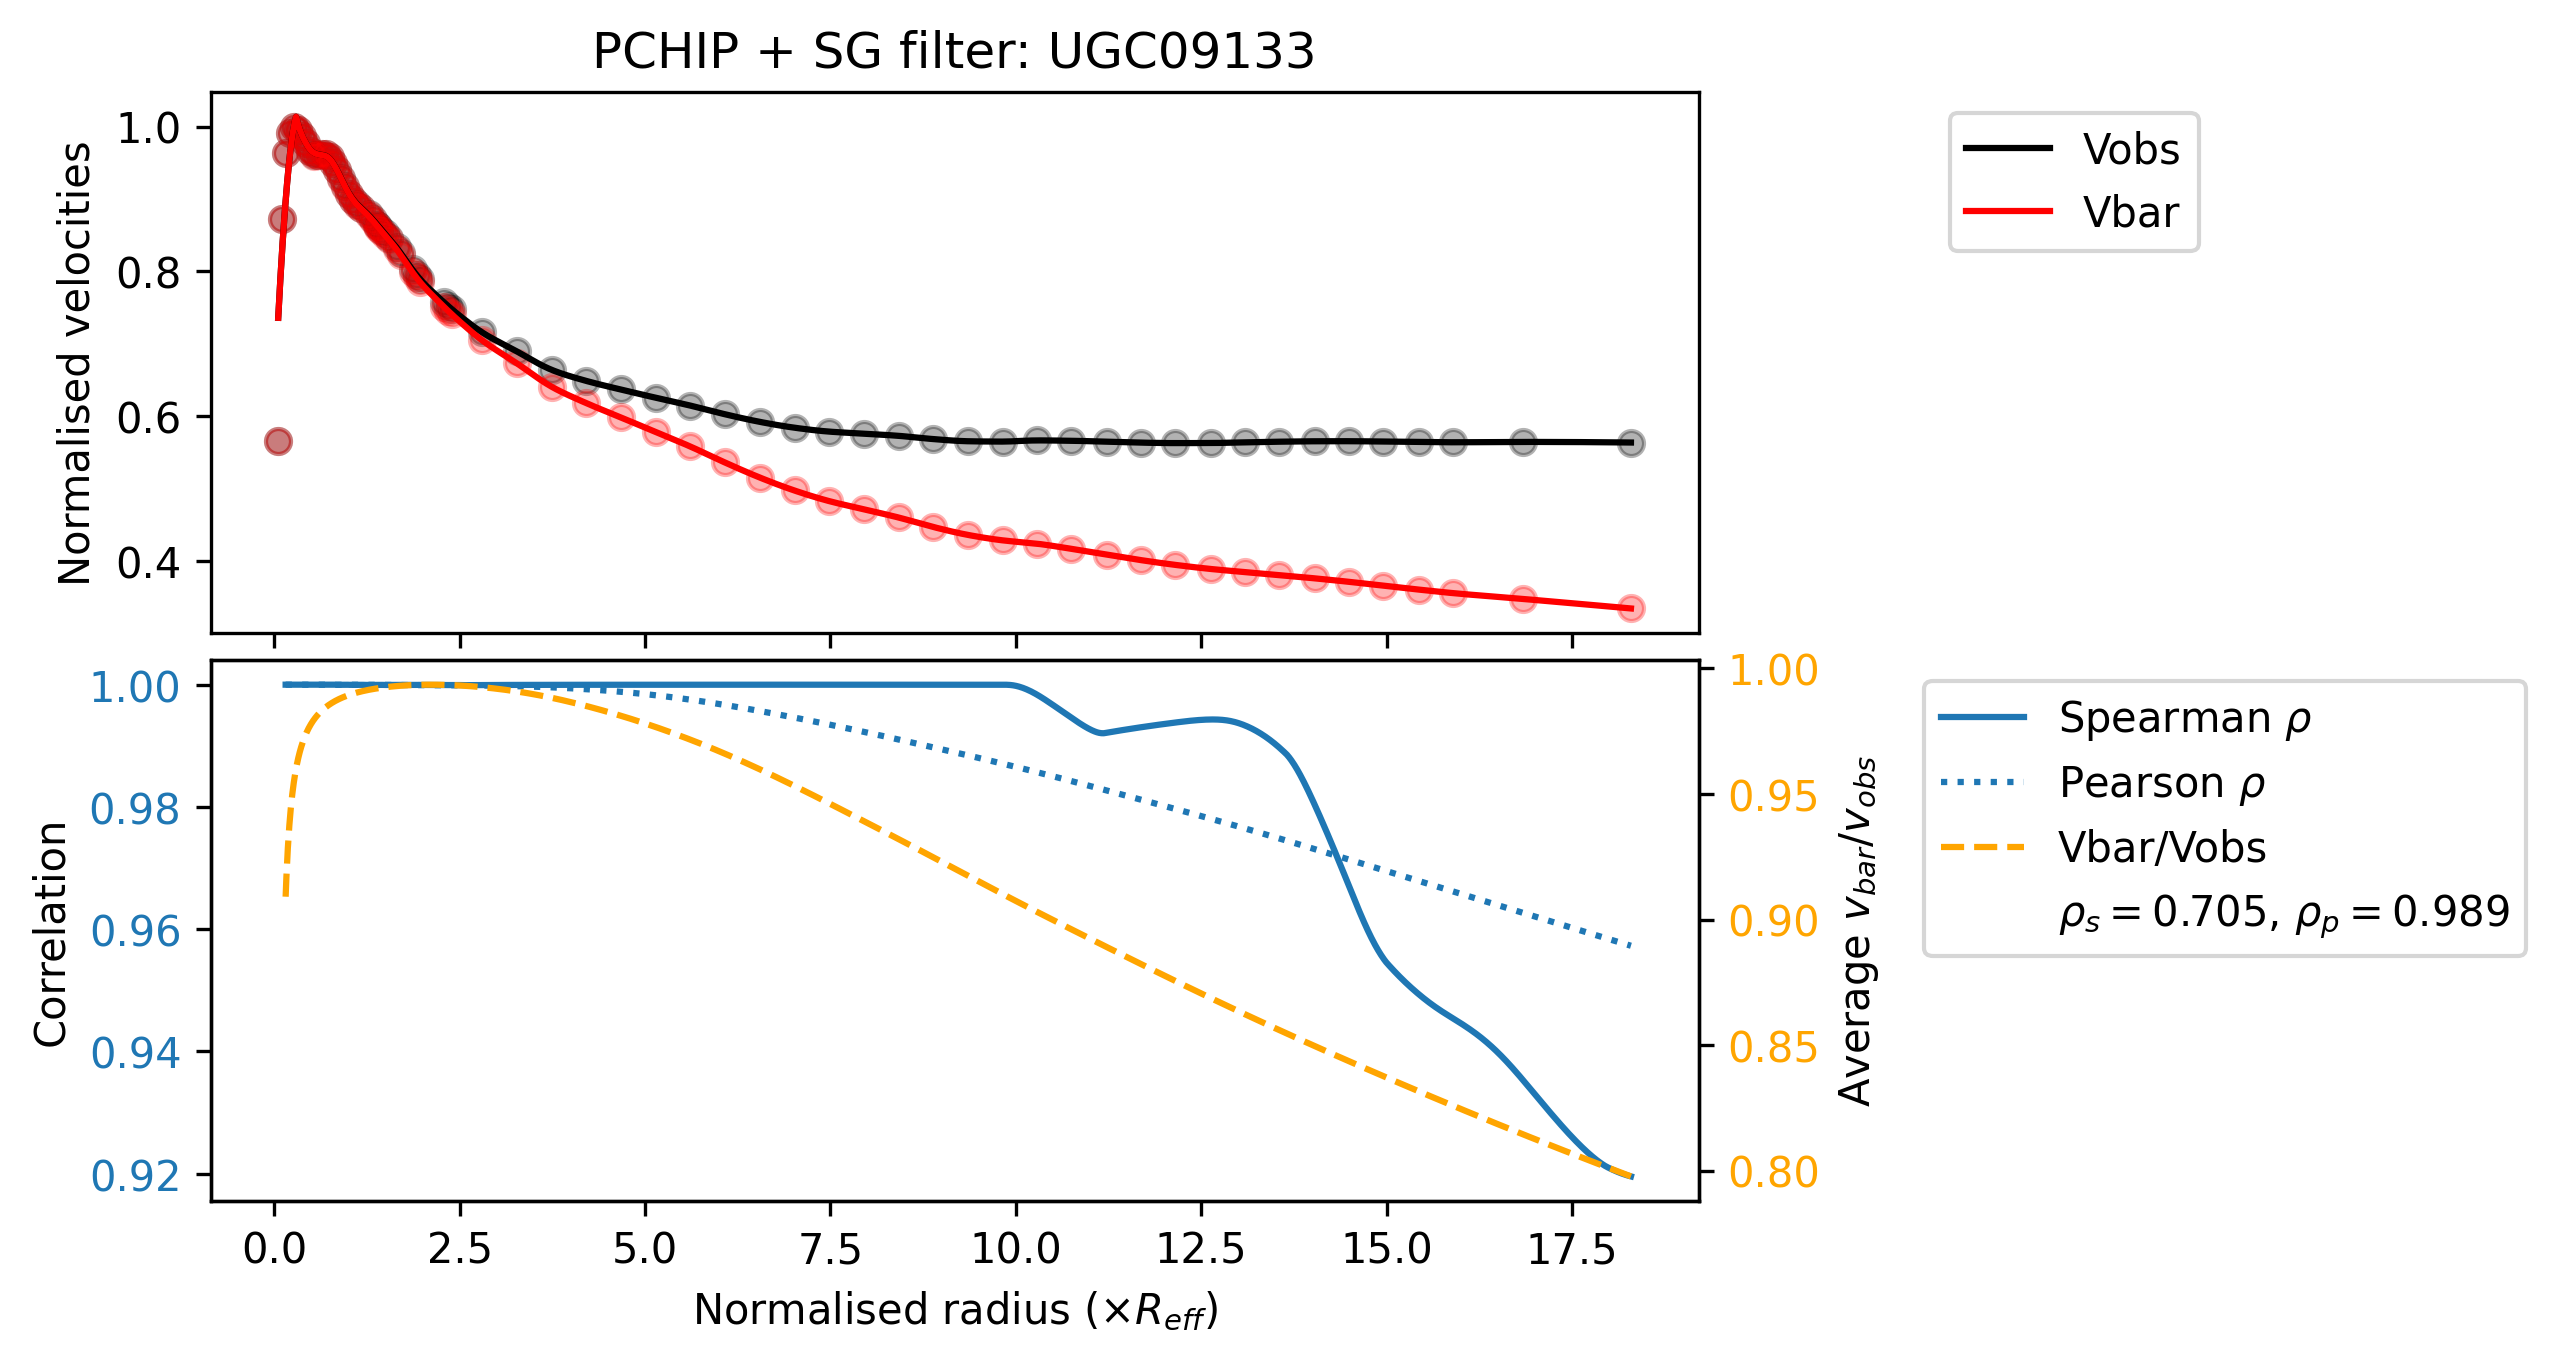 PCHIP + SG filter: UGC09133
Normalised velocities
1.0
0.8
0.6
0.4
Vobs
Vbar
Correlation
1.00
0.98
0.96
0.94
0.92
1.00
0.95
0.90
0.85
0.80
Average v_bar/v_obs
Spearman ρ
Pearson ρ
Vbar/Vobs
ρ_s = 0.705, ρ_p = 0.989
0.0 2.5 5.0 7.5 10.0 12.5 15.0 17.5
Normalised radius (×R_eff)